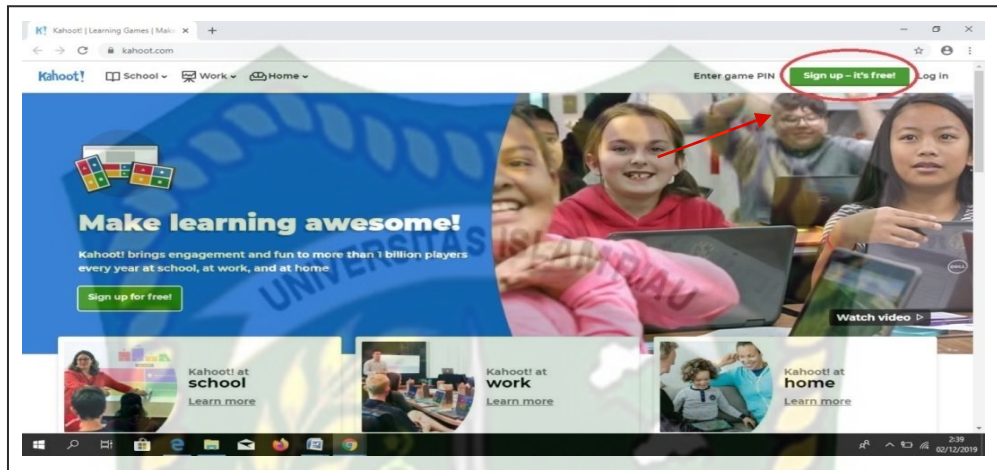 K! Kahoot! | Learning Games | Make
kahoot.com
Kahoot! School Work Home Enter game PIN Sign up – it's free! Log in
Make learning awesome!
Kahoot! brings engagement and fun to more than 1 billion players
every year at school, at work, and at home
Sign up for free!
UNIVERSITAS ISLAM RIAU
DELL
Watch video
Kahoot! at
school
Learn more
Kahoot! at
work
Learn more
Kahoot! at
home
Learn more
2:39
02/12/2019